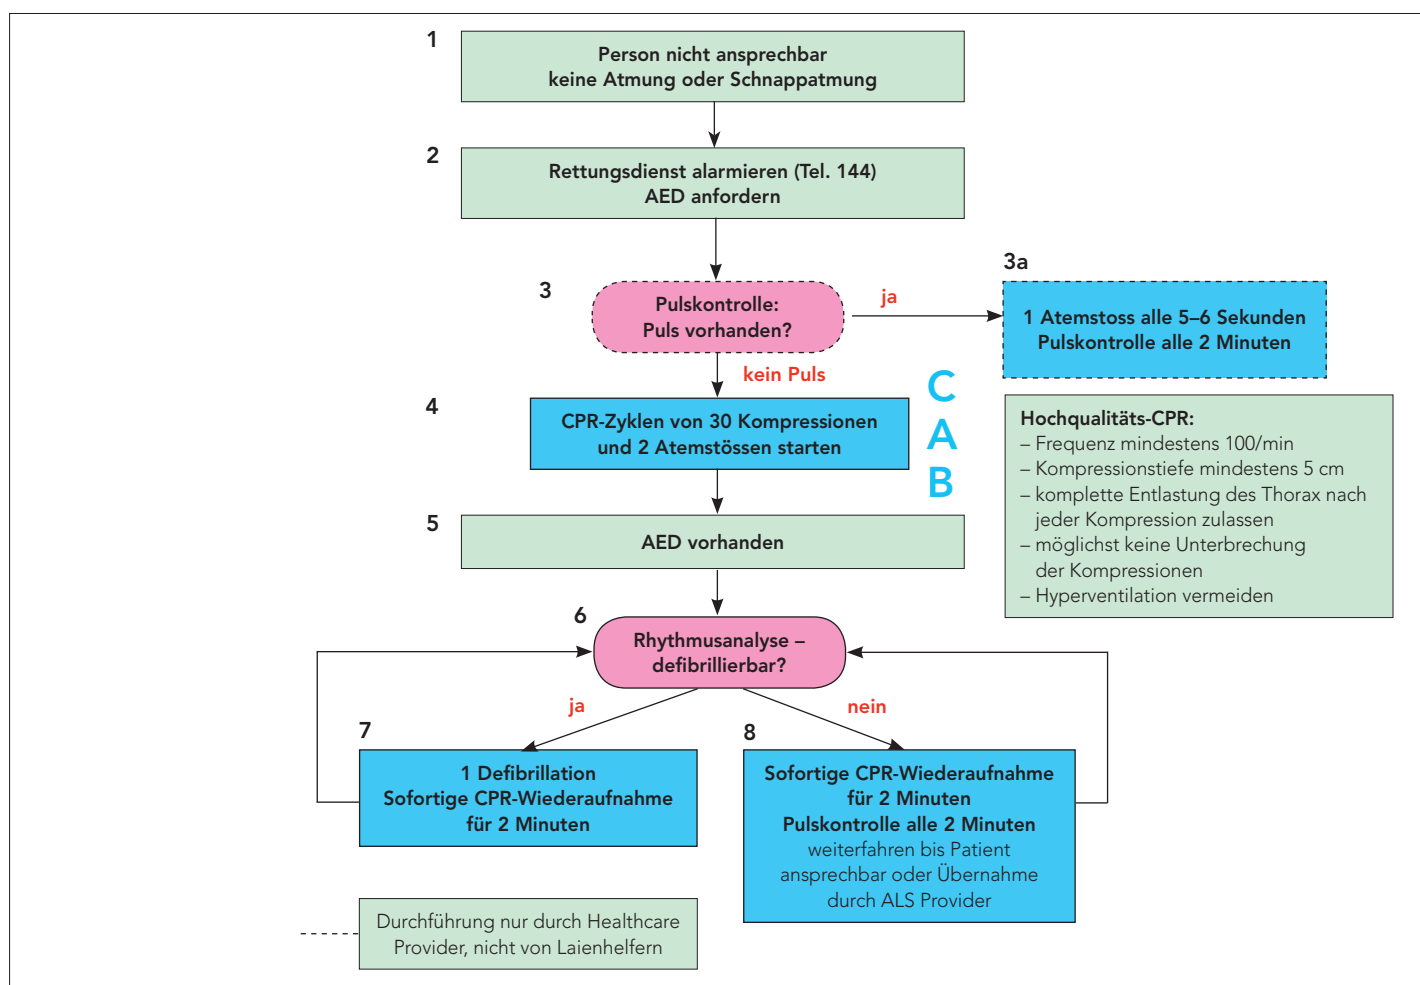 1
Person nicht ansprechbar
keine Atmung oder Schnappatmung
2
Rettungsdienst alarmieren (Tel. 144)
AED anfordern
3
Pulskontrolle:
Puls vorhanden?
ja
3a
1 Atemstoss alle 5–6 Sekunden
Pulskontrolle alle 2 Minuten
kein Puls
4
CPR-Zyklen von 30 Kompressionen
und 2 Atemstössen starten
C
A
B
Hochqualitäts-CPR:
– Frequenz mindestens 100/min
– Kompressionstiefe mindestens 5 cm
– komplette Entlastung des Thorax nach
jeder Kompression zulassen
– möglichst keine Unterbrechung
der Kompressionen
– Hyperventilation vermeiden
5
AED vorhanden
6
Rhythmusanalyse –
defibrillierbar?
ja
nein
7
1 Defibrillation
Sofortige CPR-Wiederaufnahme
für 2 Minuten
8
Sofortige CPR-Wiederaufnahme
für 2 Minuten
Pulskontrolle alle 2 Minuten
weiterfahren bis Patient
ansprechbar oder Übernahme
durch ALS Provider
Durchführung nur durch Healthcare
Provider, nicht von Laienhelfern